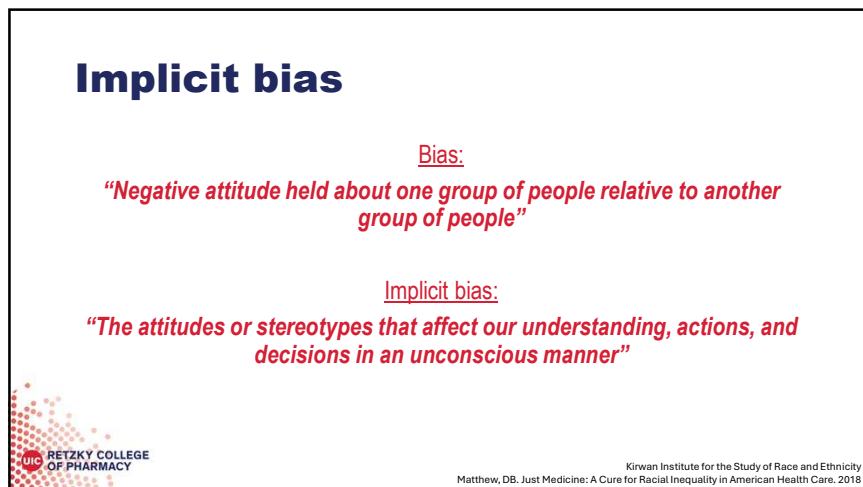 Implicit bias
Bias:
“Negative attitude held about one group of people relative to another
group of people”
Implicit bias:
“The attitudes or stereotypes that affect our understanding, actions, and
decisions in an unconscious manner”
UIC RETZKY COLLEGE
OF PHARMACY
Kirwan Institute for the Study of Race and Ethnicity
Matthew, DB. Just Medicine: A Cure for Racial Inequality in American Health Care. 2018